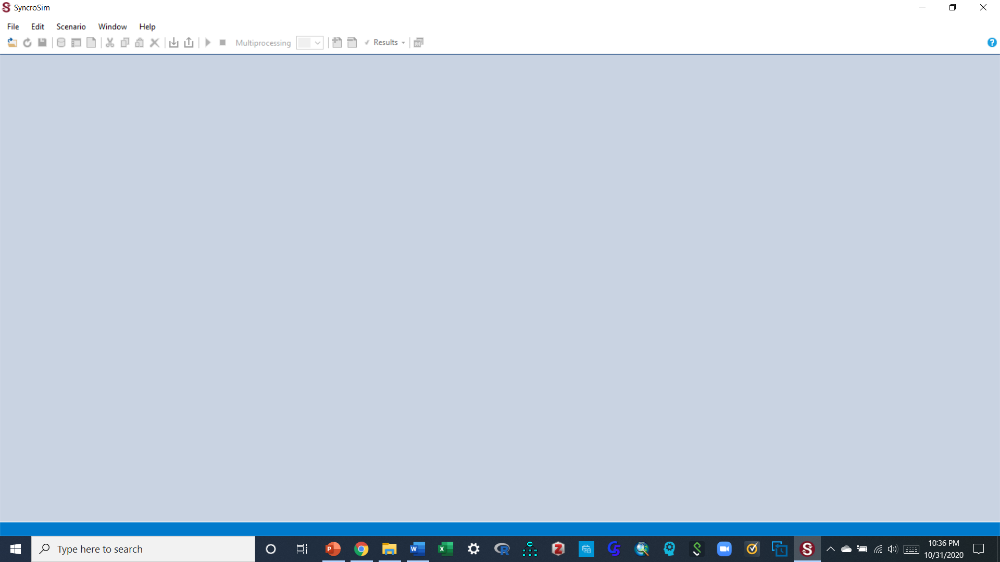 SyncroSim
File Edit Scenario Window Help
Multiprocessing Results
Type here to search
10:36 PM
10/31/2020